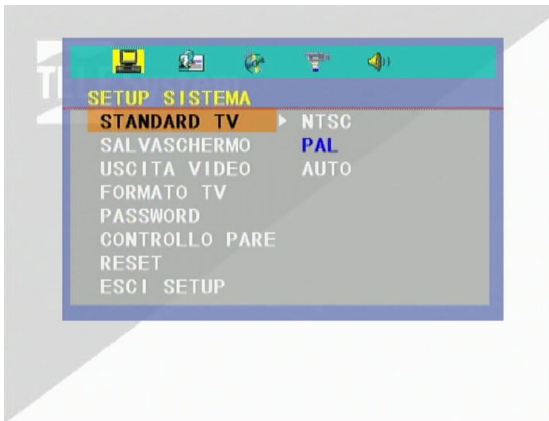 SETUP SISTEMA
STANDARD TV NTSC
SALVASCHERMO PAL
USCITA VIDEO AUTO
FORMATO TV
PASSWORD
CONTROLLO PARE
RESET
ESCI SETUP